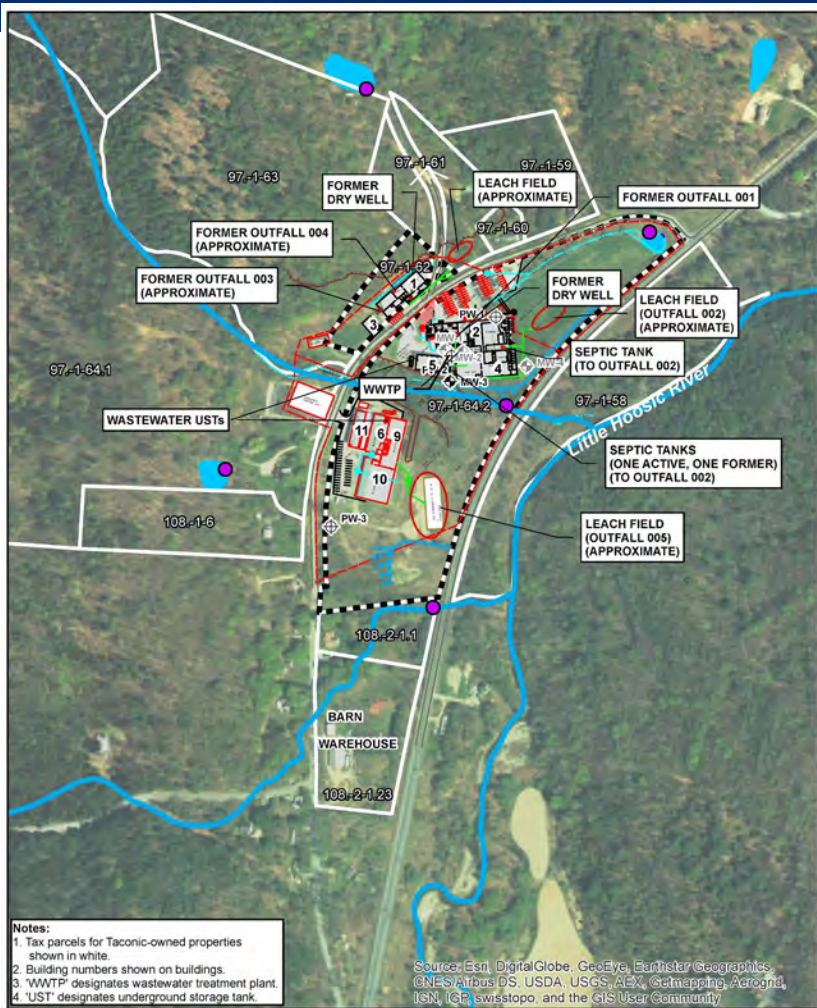 97.-1-61
97.-1-59
97.-1-63
FORMER
DRY WELL
LEACH FIELD
(APPROXIMATE)
FORMER OUTFALL 001
97.-1-60
FORMER OUTFALL 004
(APPROXIMATE)
97.-1-62
FORMER OUTFALL 003
(APPROXIMATE)
1
FORMER
DRY WELL
LEACH FIELD
(OUTFALL 002)
(APPROXIMATE)
3
PW-1
2
MW-2
SEPTIC TANK
(TO OUTFALL 002)
5
4
MW-4
97.-1-64.1
WWTP
MW-3
97.-1-64.2
97.-1-58
Little Hoosic River
WASTEWATER USTs
11
6
9
10
SEPTIC TANKS
(ONE ACTIVE, ONE FORMER)
(TO OUTFALL 002)
108.-1-6
PW-3
LEACH FIELD
(OUTFALL 005)
(APPROXIMATE)
108.-2-1.1
BARN
WAREHOUSE
108.-2-1.23
Notes:
1. Tax parcels for Taconic-owned properties
shown in white.
2. Building numbers shown on buildings.
3. 'WWTP' designates wastewater treatment plant.
4. 'UST' designates underground storage tank.
Source: Esri, DigitalGlobe, GeoEye, Earthstar Geographics,
CNES/Airbus DS, USDA, USGS, AEX, Getmapping, Aerogrid,
IGN, IGP, swisstopo, and the GIS User Community